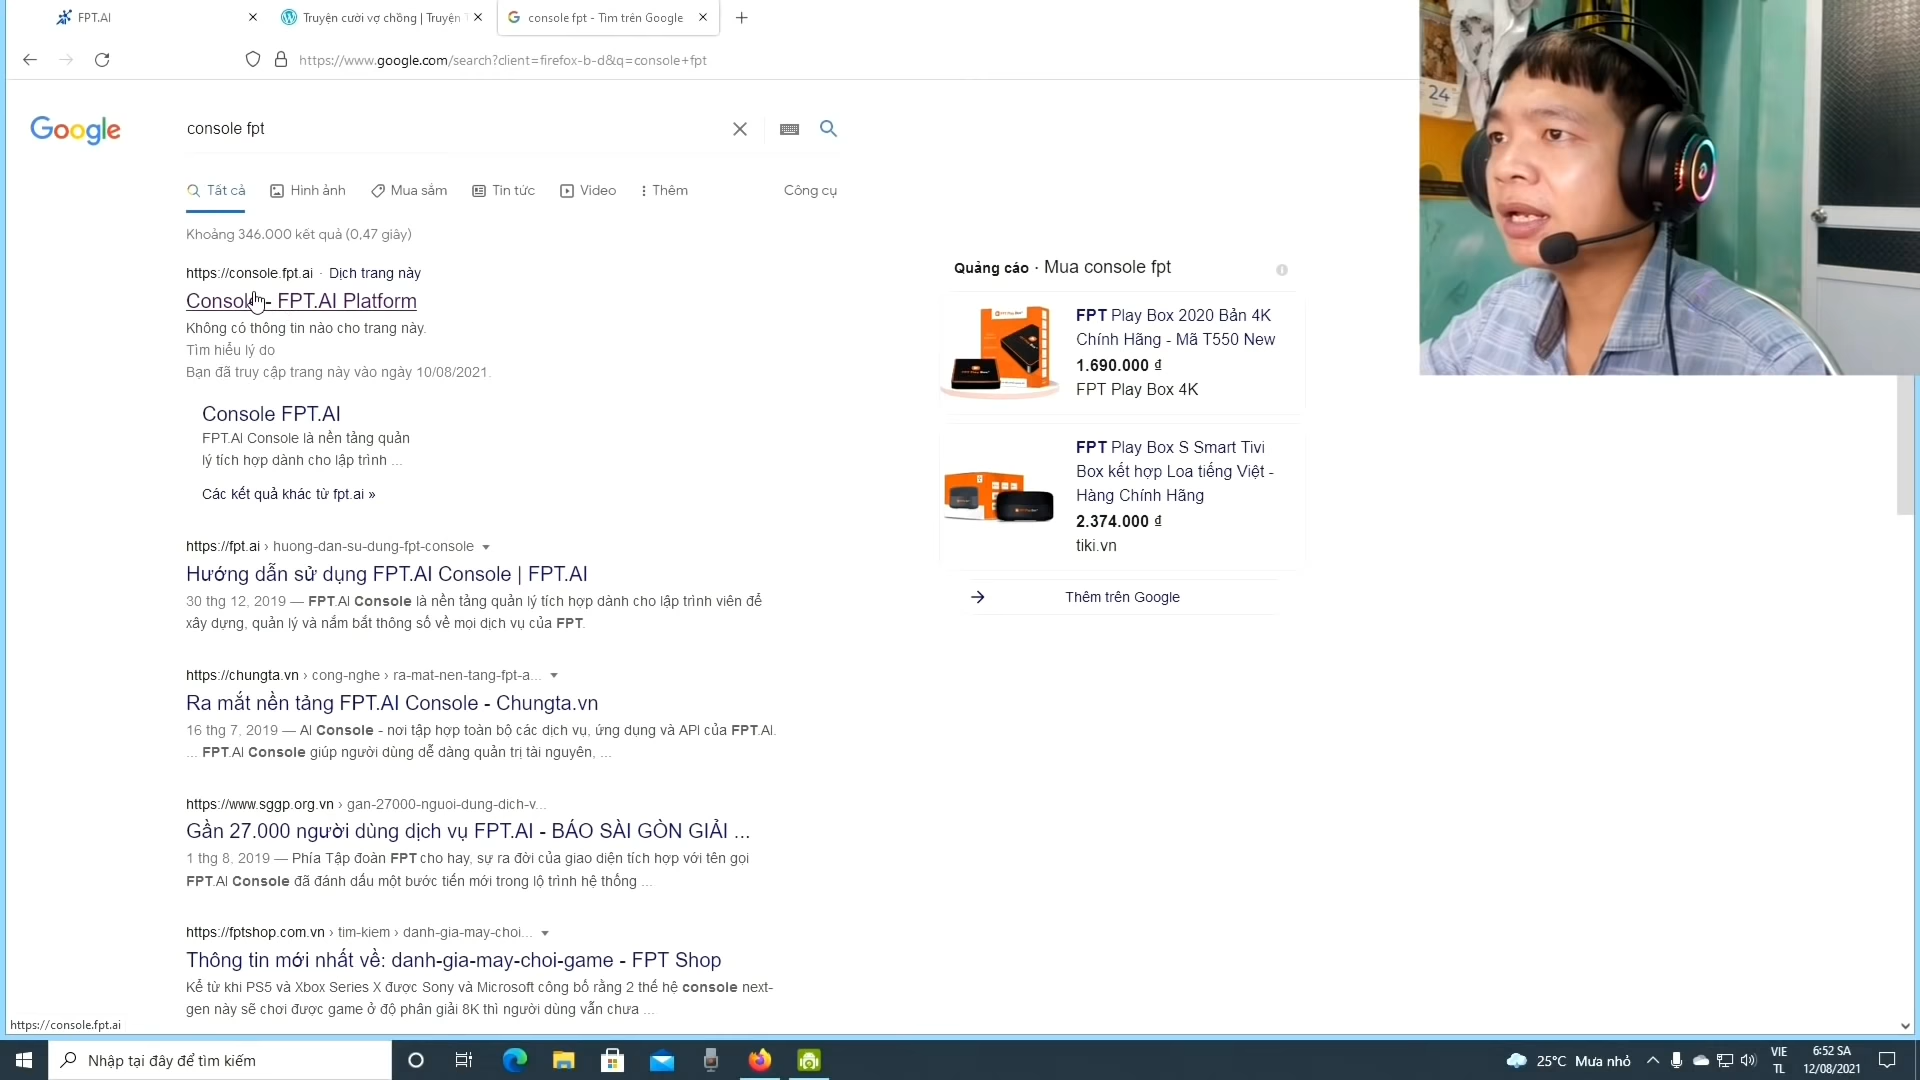 FPT.AI
Truyện cười vợ chồng | Truyện
console fpt - Tìm trên Google
https://www.google.com/search?client=firefox-b-d&q=console+fpt
24
Google
console fpt
Tất cả
Hình ảnh
Mua sắm
Tin tức
Video
Thêm
Công cụ
Khoảng 346.000 kết quả (0,47 giây)
https://console.fpt.ai · Dịch trang này
Console - FPT.AI Platform
Không có thông tin nào cho trang này.
Tìm hiểu lý do
Bạn đã truy cập trang này vào ngày 10/08/2021.
Console FPT.AI
FPT.AI Console là nền tảng quản
lý tích hợp dành cho lập trình ...
Các kết quả khác từ fpt.ai »
https://fpt.ai › huong-dan-su-dung-fpt-console
Hướng dẫn sử dụng FPT.AI Console | FPT.AI
30 thg 12, 2019 — FPT.AI Console là nền tảng quản lý tích hợp dành cho lập trình viên để
xây dựng, quản lý và nắm bắt thông số về mọi dịch vụ của FPT.
https://chungta.vn › cong-nghe › ra-mat-nen-tang-fpt-a...
Ra mắt nền tảng FPT.AI Console - Chungta.vn
16 thg 7, 2019 — AI Console - nơi tập hợp toàn bộ các dịch vụ, ứng dụng và API của FPT.AI.
... FPT.AI Console giúp người dùng dễ dàng quản trị tài nguyên, ...
https://www.sggp.org.vn › gan-27000-nguoi-dung-dich-v...
Gần 27.000 người dùng dịch vụ FPT.AI - BÁO SÀI GÒN GIẢI ...
1 thg 8, 2019 — Phía Tập đoàn FPT cho hay, sự ra đời của giao diện tích hợp với tên gọi
FPT.AI Console đã đánh dấu một bước tiến mới trong lộ trình hệ thống ...
https://fptshop.com.vn › tim-kiem › danh-gia-may-choi...
Thông tin mới nhất về: danh-gia-may-choi-game - FPT Shop
Kể từ khi PS5 và Xbox Series X được Sony và Microsoft công bố rằng 2 thế hệ console next-
gen này sẽ chơi được game ở độ phân giải 8K thì người dùng vẫn chưa ...
Quảng cáo · Mua console fpt
FPT Play Box 2020 Bản 4K
Chính Hãng - Mã T550 New
1.690.000 ₫
FPT Play Box 4K
FPT Play Box S Smart Tivi
Box kết hợp Loa tiếng Việt -
Hàng Chính Hãng
2.374.000 ₫
tiki.vn
Thêm trên Google
https://console.fpt.ai
Nhập tại đây để tìm kiếm
25°C Mưa nhỏ
VIE
TL
6:52 SA
12/08/2021